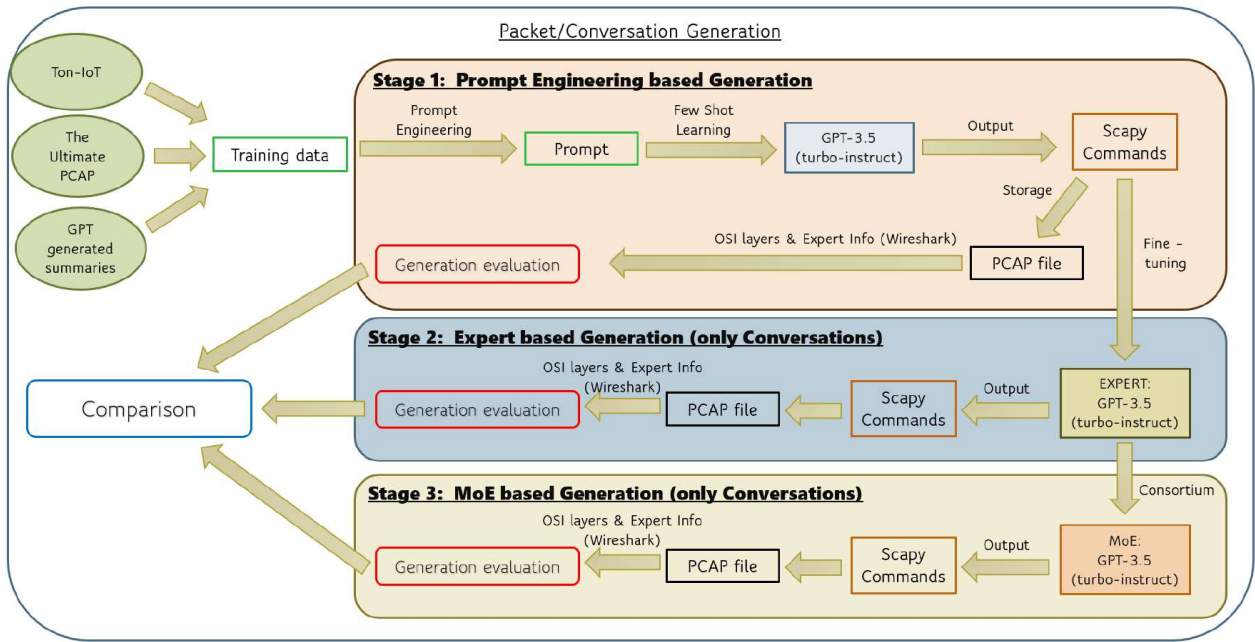 Packet/Conversation Generation
Ton-IoT
The
Ultimate
PCAP
GPT
generated
summaries
Training data
Stage 1:  Prompt Engineering based Generation
Prompt
Engineering
Prompt
Few Shot
Learning
GPT-3.5
(turbo-instruct)
Output
Scapy
Commands
Storage
Fine -
tuning
PCAP file
OSI layers & Expert Info (Wireshark)
Generation evaluation
Comparison
Stage 2:  Expert based Generation (only Conversations)
EXPERT:
GPT-3.5
(turbo-instruct)
Output
Scapy
Commands
PCAP file
OSI layers & Expert Info
(Wireshark)
Generation evaluation
Consortium
Stage 3:  MoE based Generation (only Conversations)
MoE:
GPT-3.5
(turbo-instruct)
Output
Scapy
Commands
PCAP file
OSI layers & Expert Info
(Wireshark)
Generation evaluation